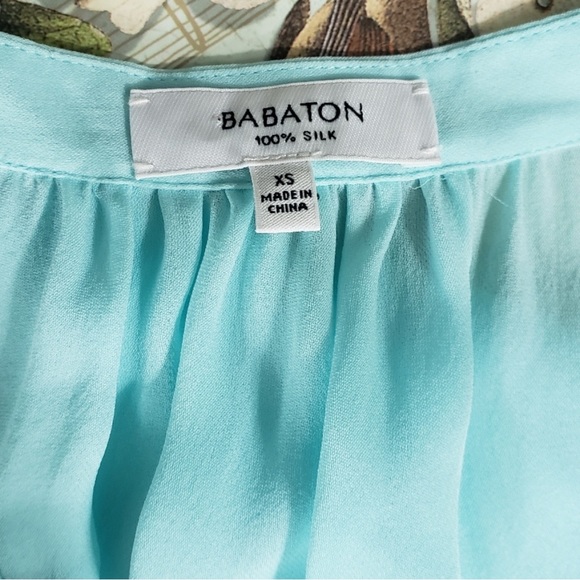 BABATON
100% SILK
XS
MADE IN
CHINA